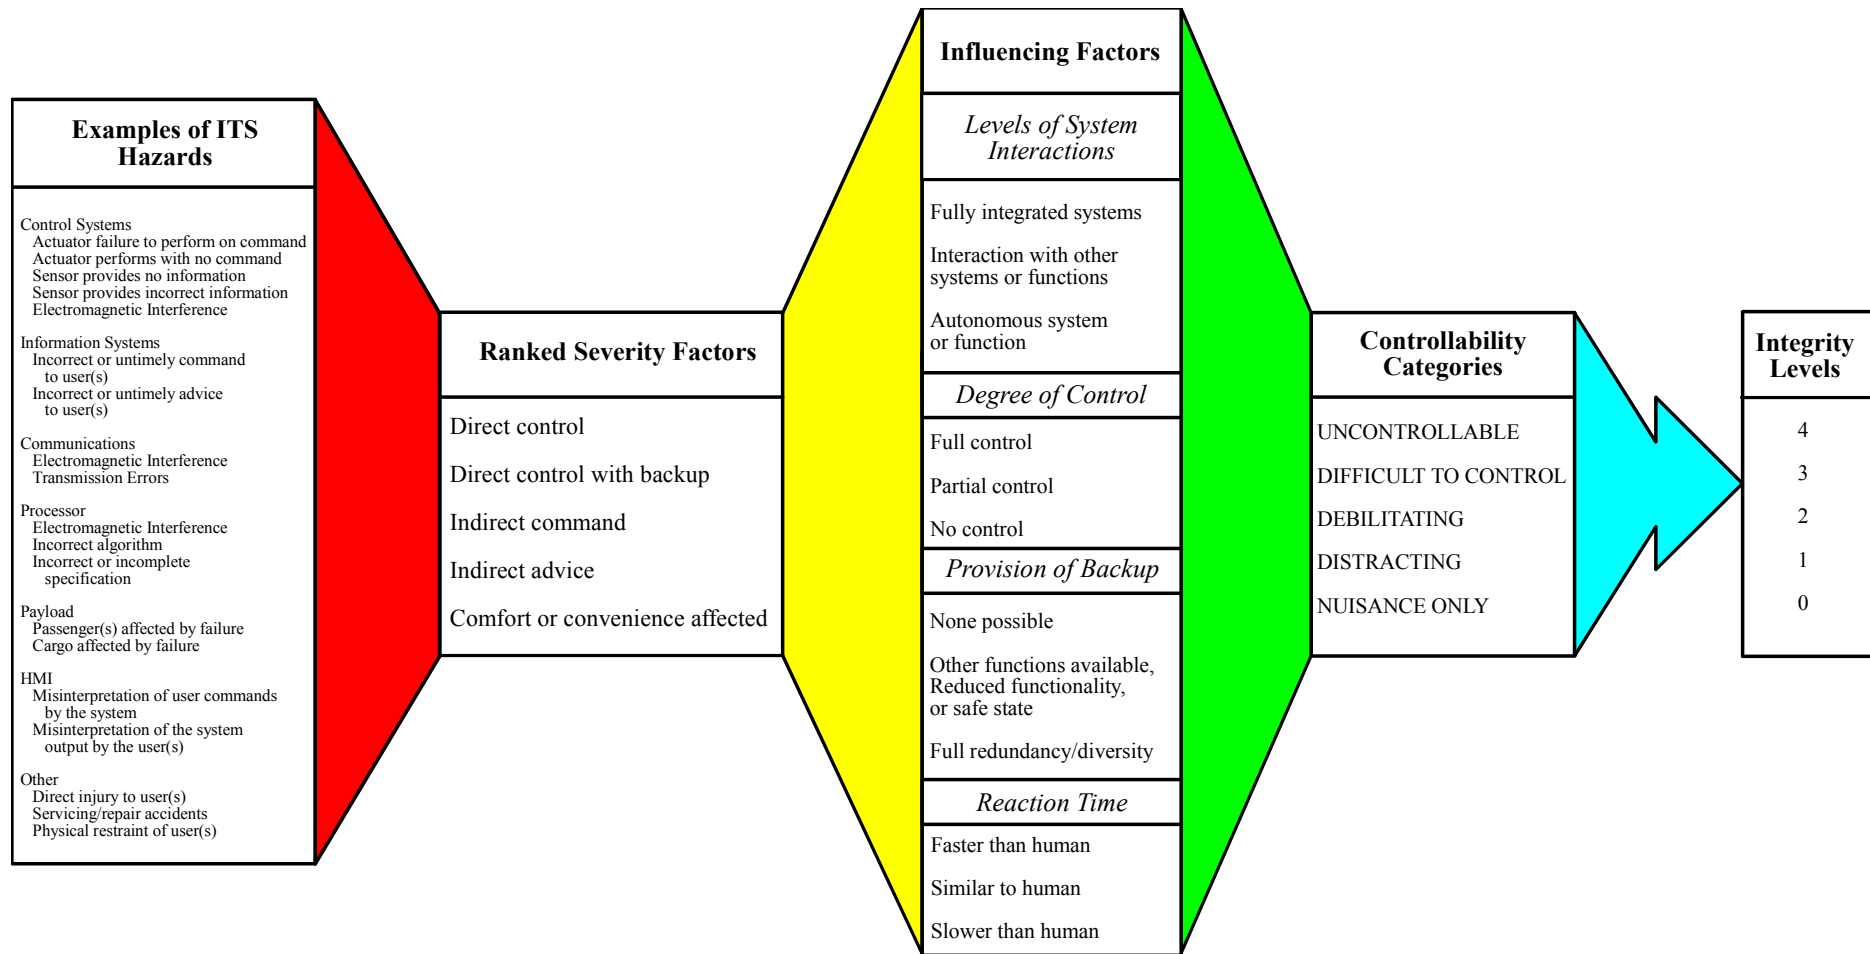 Examples of ITS
Hazards
Control Systems
Actuator failure to perform on command
Actuator performs with no command
Sensor provides no information
Sensor provides incorrect information
Electromagnetic Interference
Information Systems
Incorrect or untimely command
to user(s)
Incorrect or untimely advice
to user(s)
Communications
Electromagnetic Interference
Transmission Errors
Processor
Electromagnetic Interference
Incorrect algorithm
Incorrect or incomplete
specification
Payload
Passenger(s) affected by failure
Cargo affected by failure
HMI
Misinterpretation of user commands
by the system
Misinterpretation of the system
output by the user(s)
Other
Direct injury to user(s)
Servicing/repair accidents
Physical restraint of user(s)
Ranked Severity Factors
Direct control
Direct control with backup
Indirect command
Indirect advice
Comfort or convenience affected
Influencing Factors
Levels of System
Interactions
Fully integrated systems
Interaction with other
systems or functions
Autonomous system
or function
Degree of Control
Full control
Partial control
No control
Provision of Backup
None possible
Other functions available,
Reduced functionality,
or safe state
Full redundancy/diversity
Reaction Time
Faster than human
Similar to human
Slower than human
Controllability
Categories
UNCONTROLLABLE
DIFFICULT TO CONTROL
DEBILITATING
DISTRACTING
NUISANCE ONLY
Integrity
Levels
4
3
2
1
0